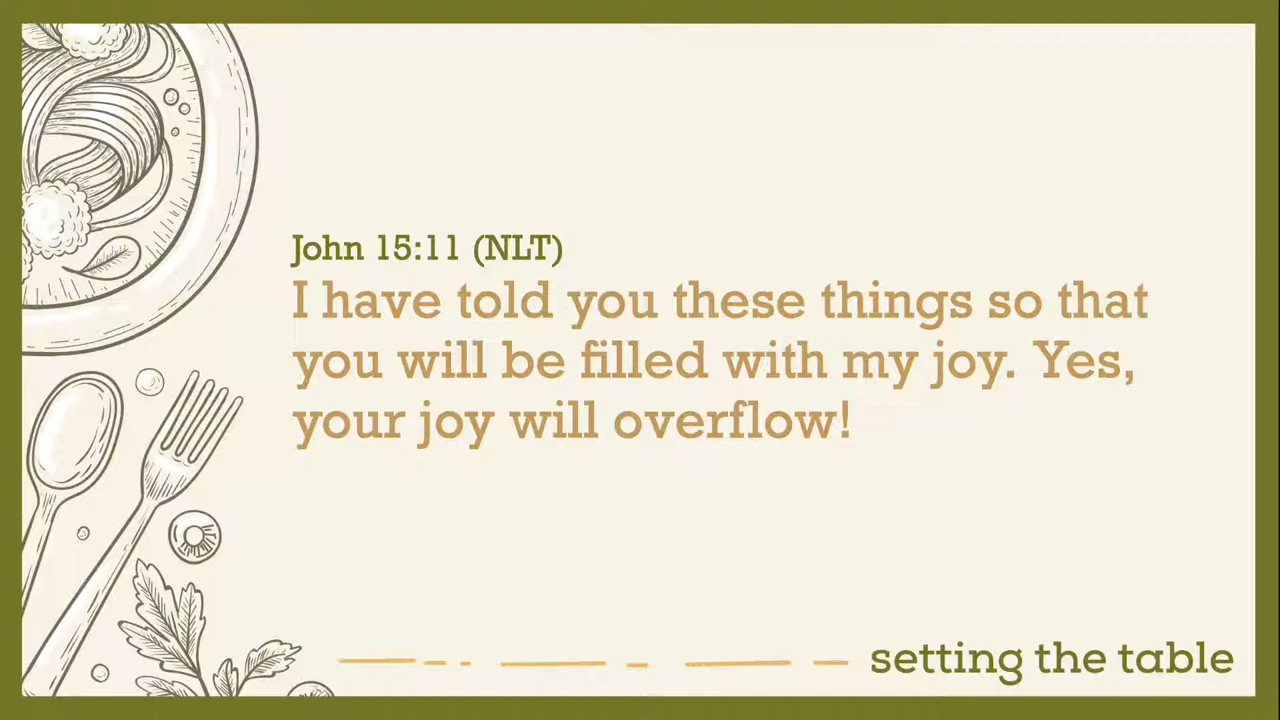 John 15:11 (NLT)
I have told you these things so that
you will be filled with my joy. Yes,
your joy will overflow!
setting the table